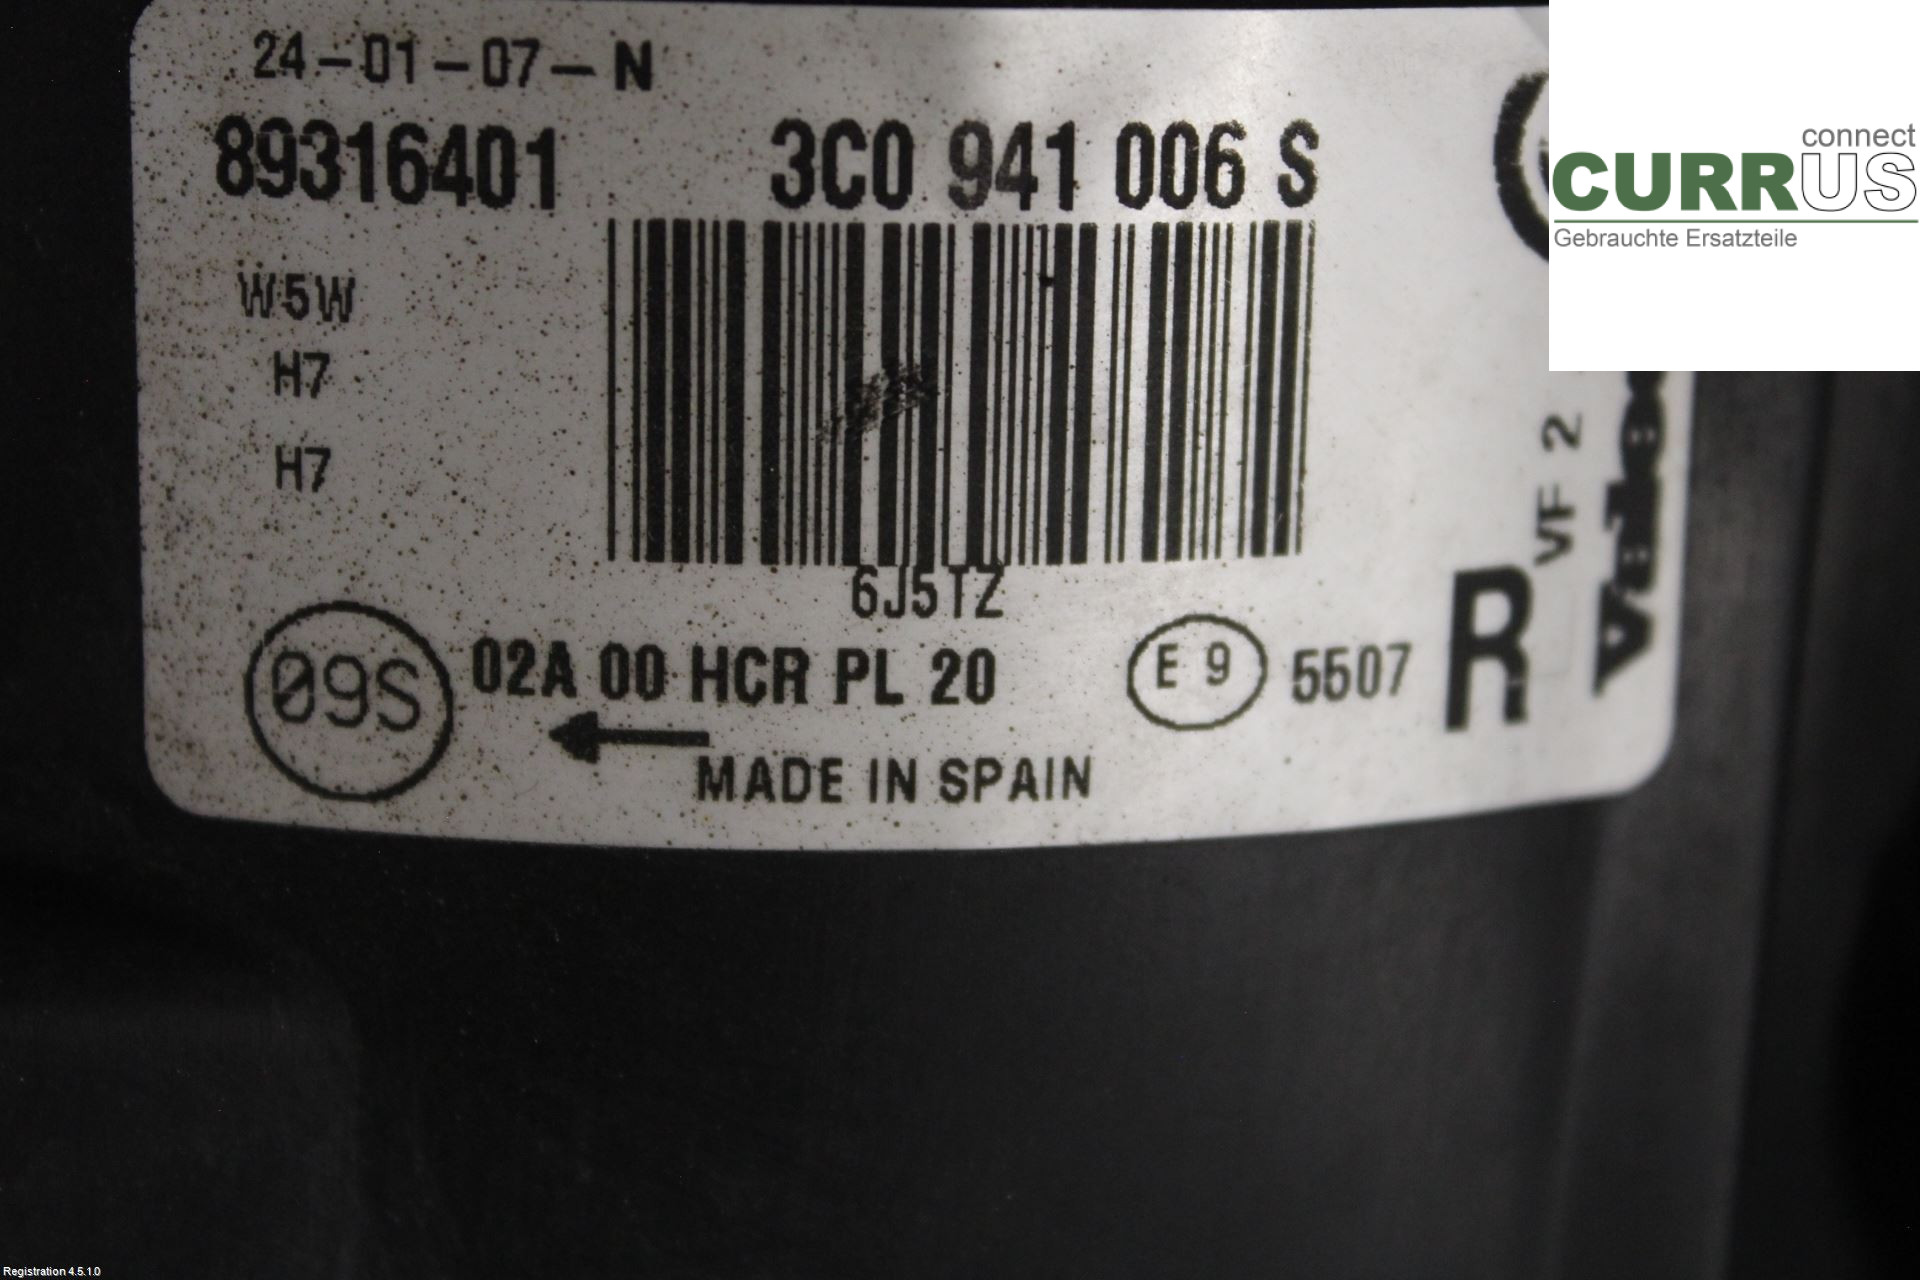 24-01-07-N
89316401 3C0 941 006 S
W5W
H7
H7
6J5TZ
09S
02A 00 HCR PL 20
E 9
5507
R
VF 2
MADE IN SPAIN
connect
CURRUS
Gebrauchte Ersatzteile
Registration 4.5.1.0